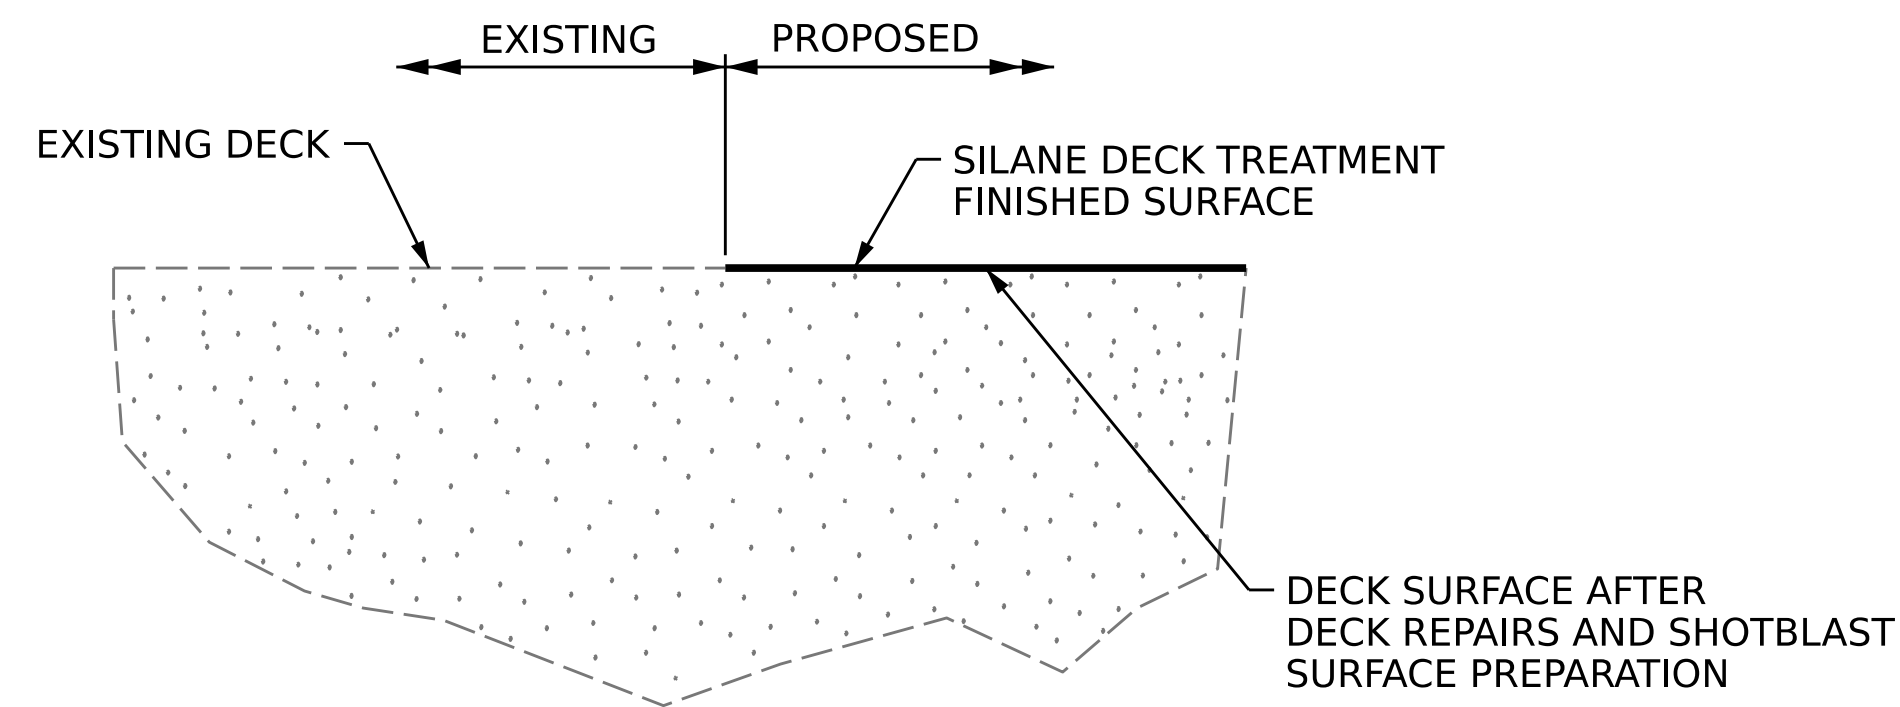 EXISTING
PROPOSED
EXISTING DECK
SILANE DECK TREATMENT
FINISHED SURFACE
DECK SURFACE AFTER
DECK REPAIRS AND SHOTBLAST
SURFACE PREPARATION